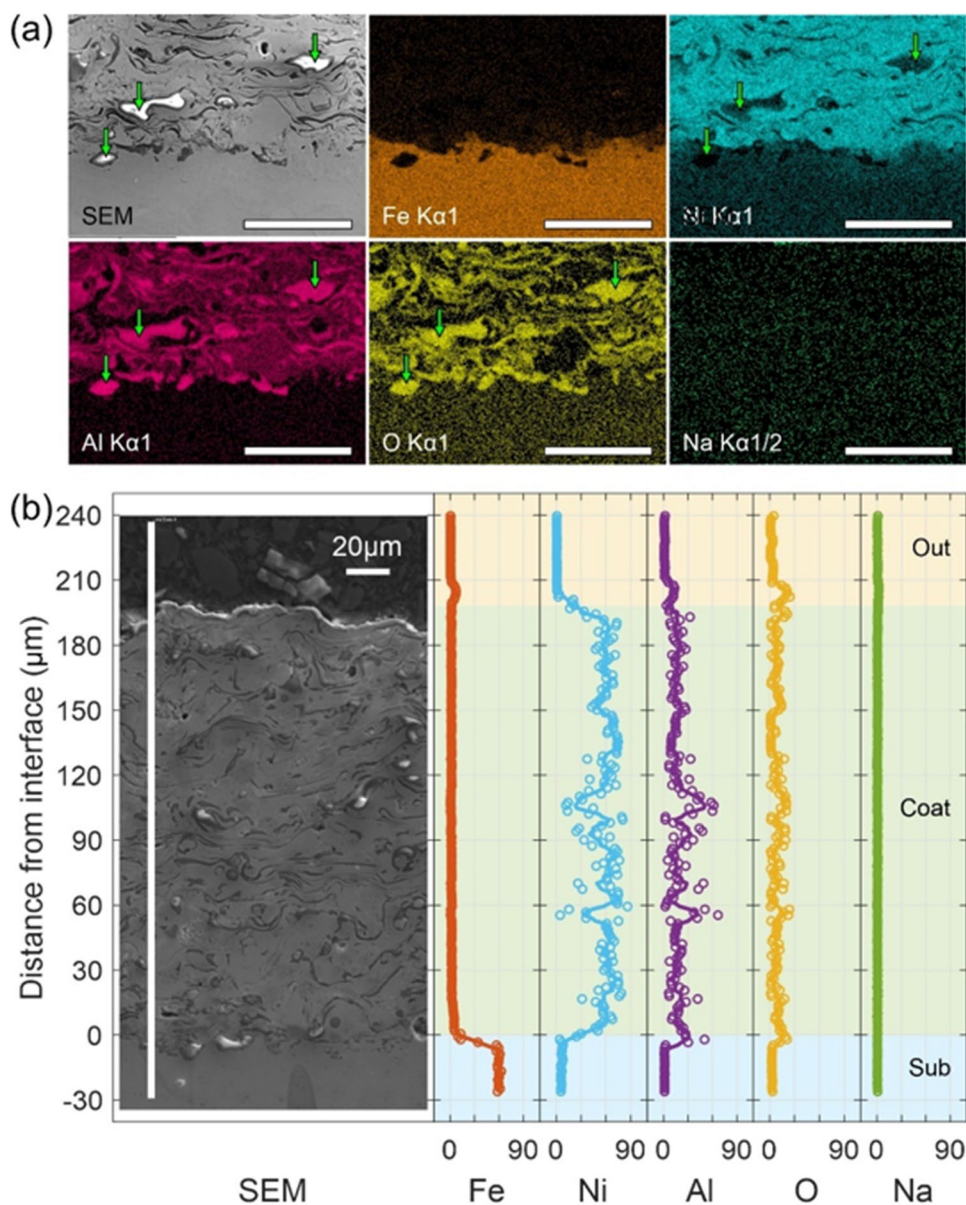 (a)
SEM
Fe Kα1
Ni Kα1
Al Kα1
O Kα1
Na Kα1/2
(b)
Distance from interface (μm)
240
210
180
150
120
90
60
30
0
-30
20μm
Out
Coat
Sub
0 90 0 90 0 90 0 90 0 90
SEM Fe Ni Al O Na